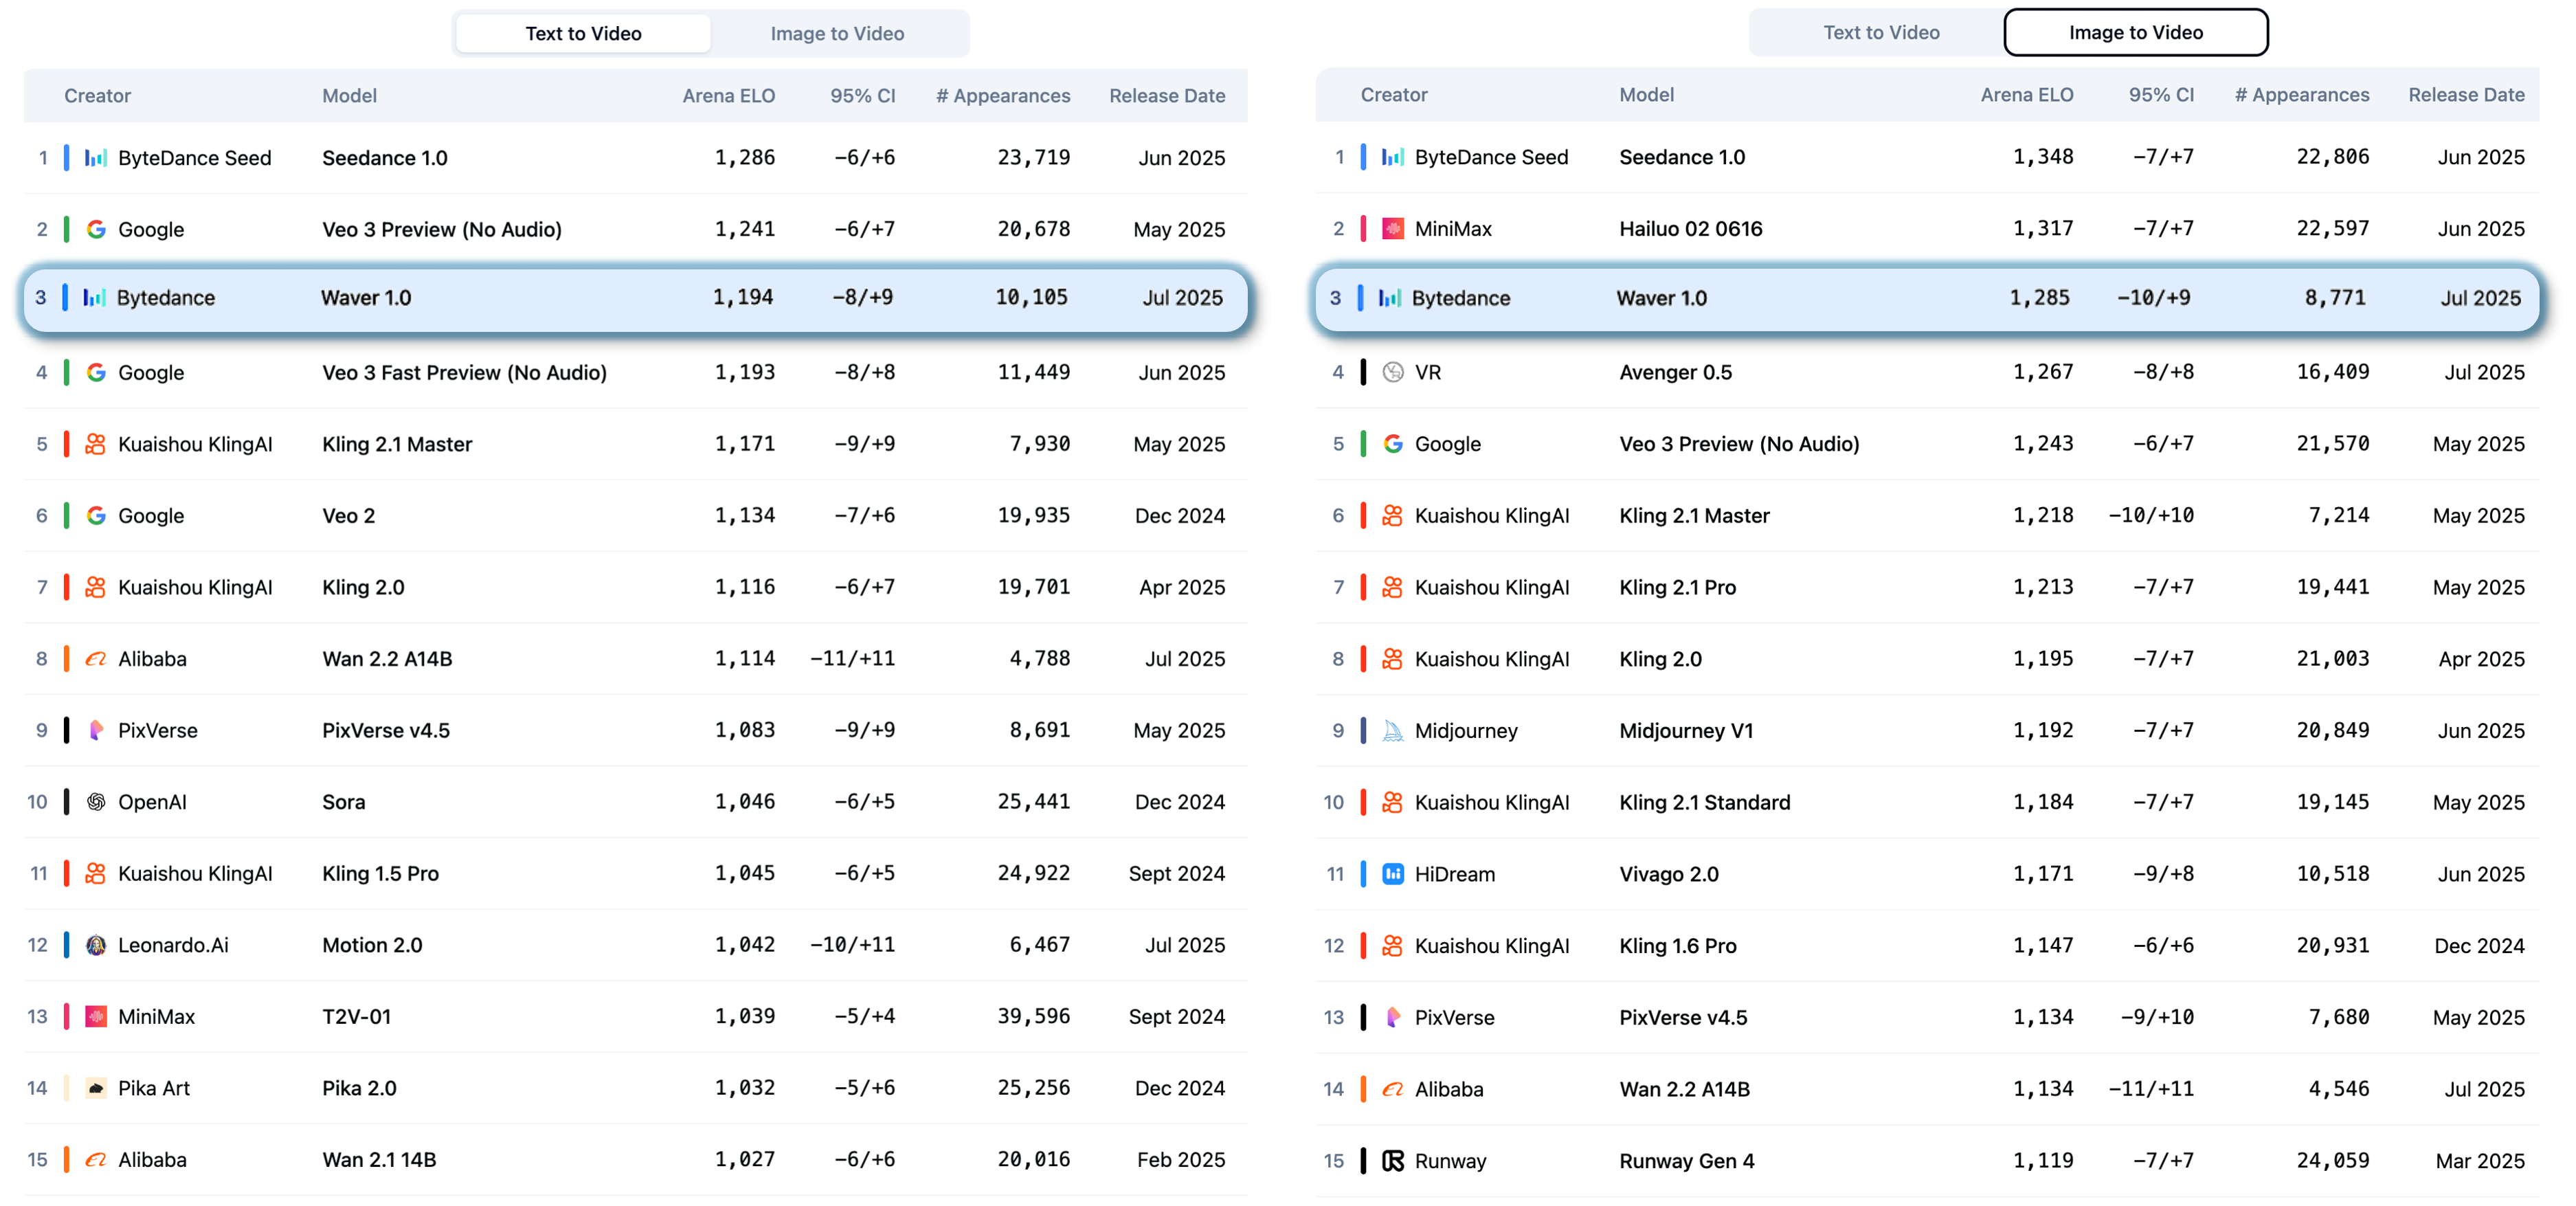 Text to Video Image to Video
Creator Model Arena ELO 95% CI # Appearances Release Date
1 ByteDance Seed Seedance 1.0 1,286 −6/+6 23,719 Jun 2025
2 Google Veo 3 Preview (No Audio) 1,241 −6/+7 20,678 May 2025
3 Bytedance Waver 1.0 1,194 −8/+9 10,105 Jul 2025
4 Google Veo 3 Fast Preview (No Audio) 1,193 −8/+8 11,449 Jun 2025
5 Kuaishou KlingAI Kling 2.1 Master 1,171 −9/+9 7,930 May 2025
6 Google Veo 2 1,134 −7/+6 19,935 Dec 2024
7 Kuaishou KlingAI Kling 2.0 1,116 −6/+7 19,701 Apr 2025
8 Alibaba Wan 2.2 A14B 1,114 −11/+11 4,788 Jul 2025
9 PixVerse PixVerse v4.5 1,083 −9/+9 8,691 May 2025
10 OpenAI Sora 1,046 −6/+5 25,441 Dec 2024
11 Kuaishou KlingAI Kling 1.5 Pro 1,045 −6/+5 24,922 Sept 2024
12 Leonardo.Ai Motion 2.0 1,042 −10/+11 6,467 Jul 2025
13 MiniMax T2V-01 1,039 −5/+4 39,596 Sept 2024
14 Pika Art Pika 2.0 1,032 −5/+6 25,256 Dec 2024
15 Alibaba Wan 2.1 14B 1,027 −6/+6 20,016 Feb 2025
Text to Video Image to Video
Creator Model Arena ELO 95% CI # Appearances Release Date
1 ByteDance Seed Seedance 1.0 1,348 −7/+7 22,806 Jun 2025
2 MiniMax Hailuo 02 0616 1,317 −7/+7 22,597 Jun 2025
3 Bytedance Waver 1.0 1,285 −10/+9 8,771 Jul 2025
4 VR Avenger 0.5 1,267 −8/+8 16,409 Jul 2025
5 Google Veo 3 Preview (No Audio) 1,243 −6/+7 21,570 May 2025
6 Kuaishou KlingAI Kling 2.1 Master 1,218 −10/+10 7,214 May 2025
7 Kuaishou KlingAI Kling 2.1 Pro 1,213 −7/+7 19,441 May 2025
8 Kuaishou KlingAI Kling 2.0 1,195 −7/+7 21,003 Apr 2025
9 Midjourney Midjourney V1 1,192 −7/+7 20,849 Jun 2025
10 Kuaishou KlingAI Kling 2.1 Standard 1,184 −7/+7 19,145 May 2025
11 HiDream Vivago 2.0 1,171 −9/+8 10,518 Jun 2025
12 Kuaishou KlingAI Kling 1.6 Pro 1,147 −6/+6 20,931 Dec 2024
13 PixVerse PixVerse v4.5 1,134 −9/+10 7,680 May 2025
14 Alibaba Wan 2.2 A14B 1,134 −11/+11 4,546 Jul 2025
15 Runway Runway Gen 4 1,119 −7/+7 24,059 Mar 2025